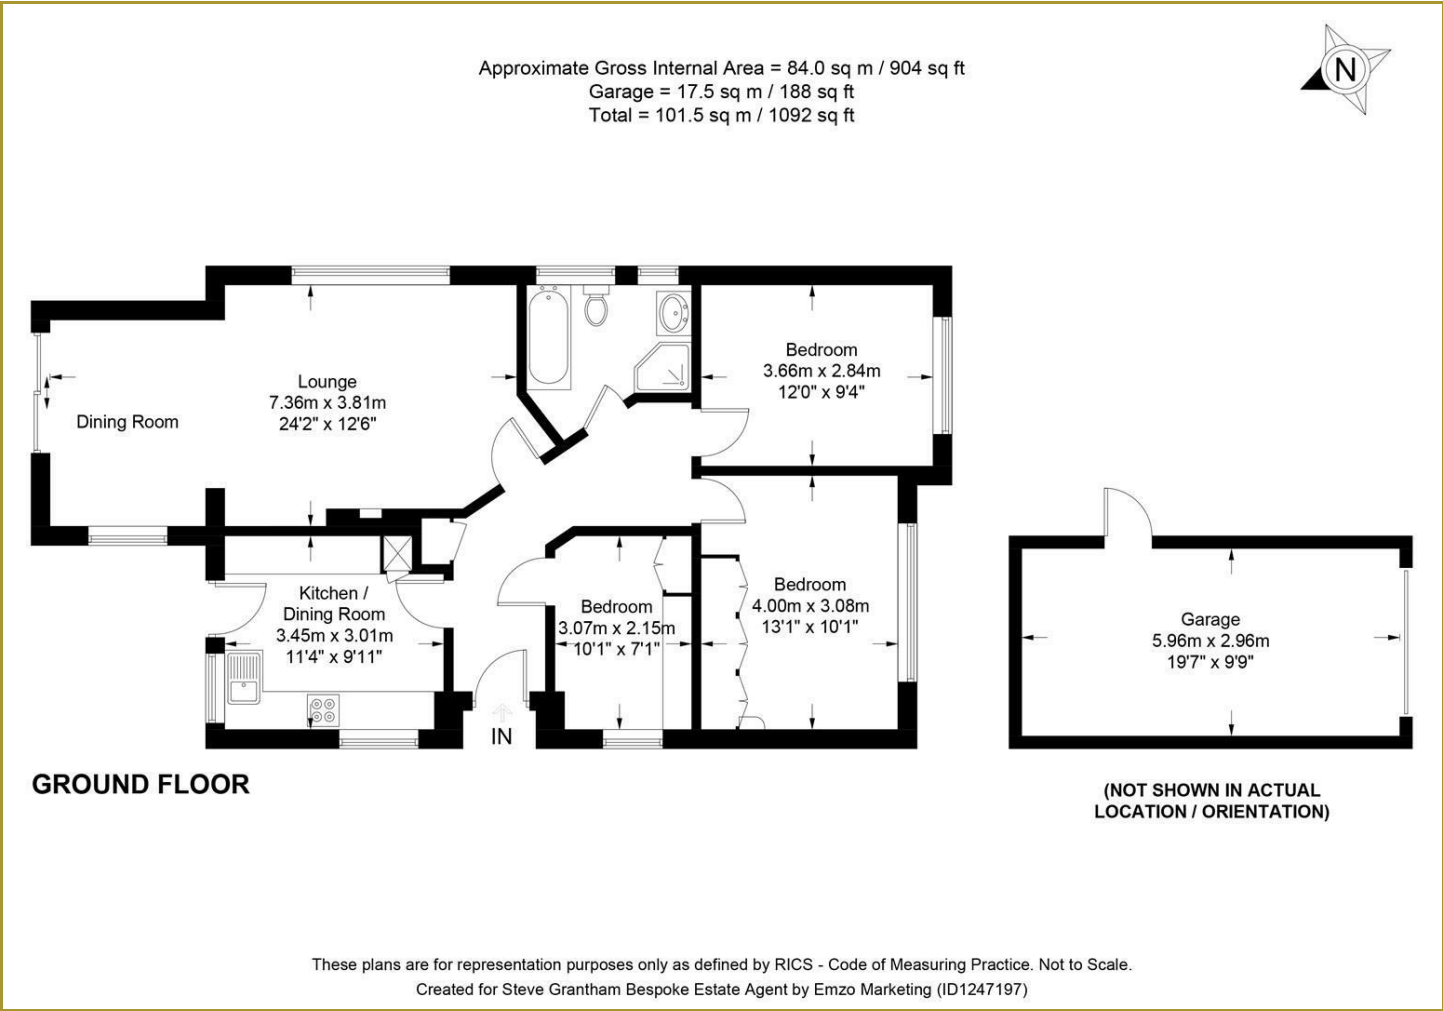 Approximate Gross Internal Area = 84.0 sq m / 904 sq ft
Garage = 17.5 sq m / 188 sq ft
Total = 101.5 sq m / 1092 sq ft
N
Lounge
7.36m x 3.81m
24'2" x 12'6"
Dining Room
Bedroom
3.66m x 2.84m
12'0" x 9'4"
Kitchen /
Dining Room
3.45m x 3.01m
11'4" x 9'11"
Bedroom
3.07m x 2.15m
10'1" x 7'1"
Bedroom
4.00m x 3.08m
13'1" x 10'1"
Garage
5.96m x 2.96m
19'7" x 9'9"
IN
GROUND FLOOR
(NOT SHOWN IN ACTUAL
LOCATION / ORIENTATION)
These plans are for representation purposes only as defined by RICS - Code of Measuring Practice. Not to Scale.
Created for Steve Grantham Bespoke Estate Agent by Emzo Marketing (ID1247197)